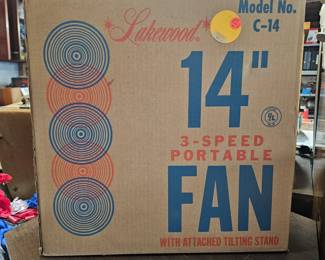 Lakewood
Model No.
C-14
14"
3-SPEED
PORTABLE
FAN
WITH ATTACHED TILTING STAND